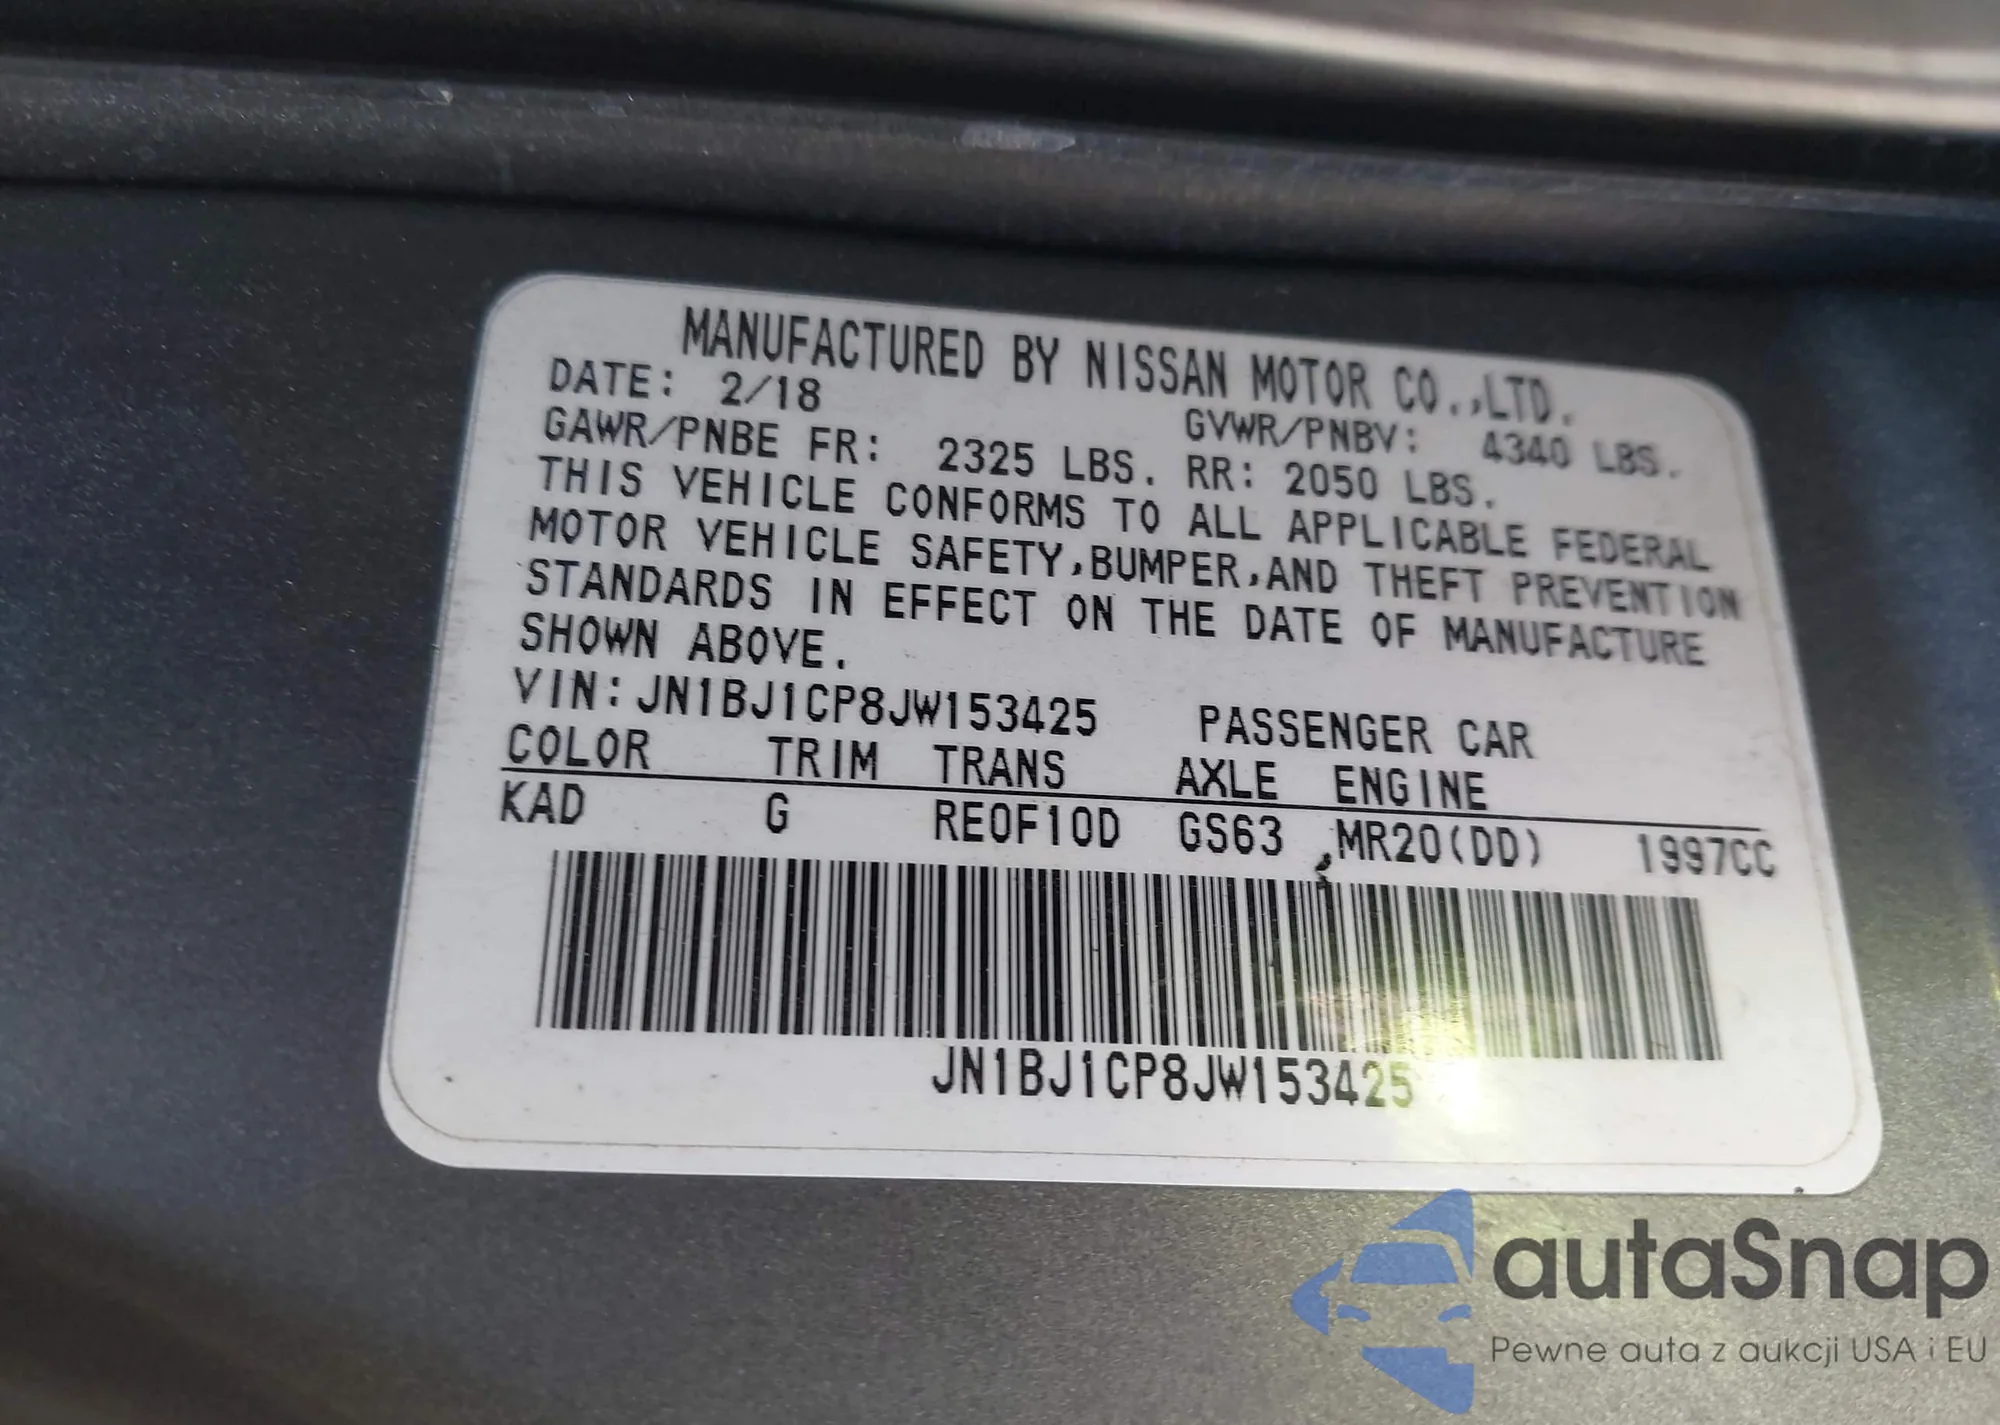 MANUFACTURED BY NISSAN MOTOR CO.,LTD.
DATE: 2/18 GVWR/PNBV: 4340 LBS.
GAWR/PNBE FR: 2325 LBS. RR: 2050 LBS.
THIS VEHICLE CONFORMS TO ALL APPLICABLE FEDERAL
MOTOR VEHICLE SAFETY,BUMPER,AND THEFT PREVENTION
STANDARDS IN EFFECT ON THE DATE OF MANUFACTURE
SHOWN ABOVE.
VIN:JN1BJ1CP8JW153425 PASSENGER CAR
COLOR TRIM TRANS AXLE ENGINE
KAD G RE0F10D GS63 MR20(DD) 1997CC
JN1BJ1CP8JW153425
autaSnap
Pewne auta z aukcji USA i EU